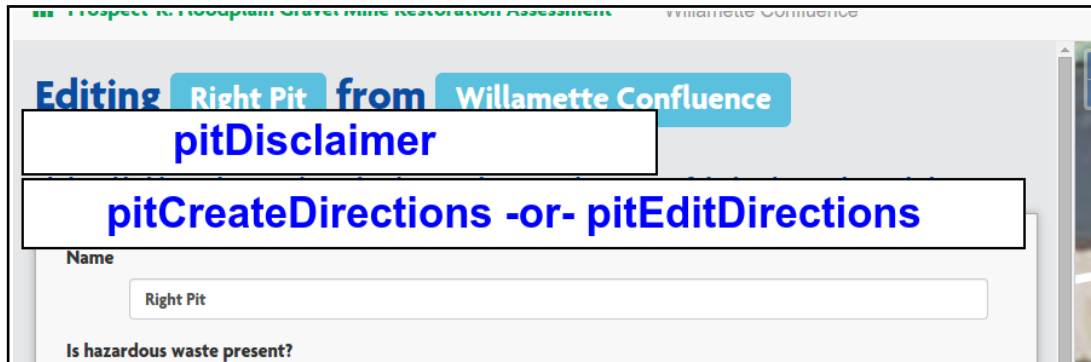 Prospect-R: Floodplain Gravel Mine Restoration Assessment Willamette Confluence
Editing Right Pit from Willamette Confluence
pitDisclaimer
pitCreateDirections -or- pitEditDirections
Name
Right Pit
Is hazardous waste present?